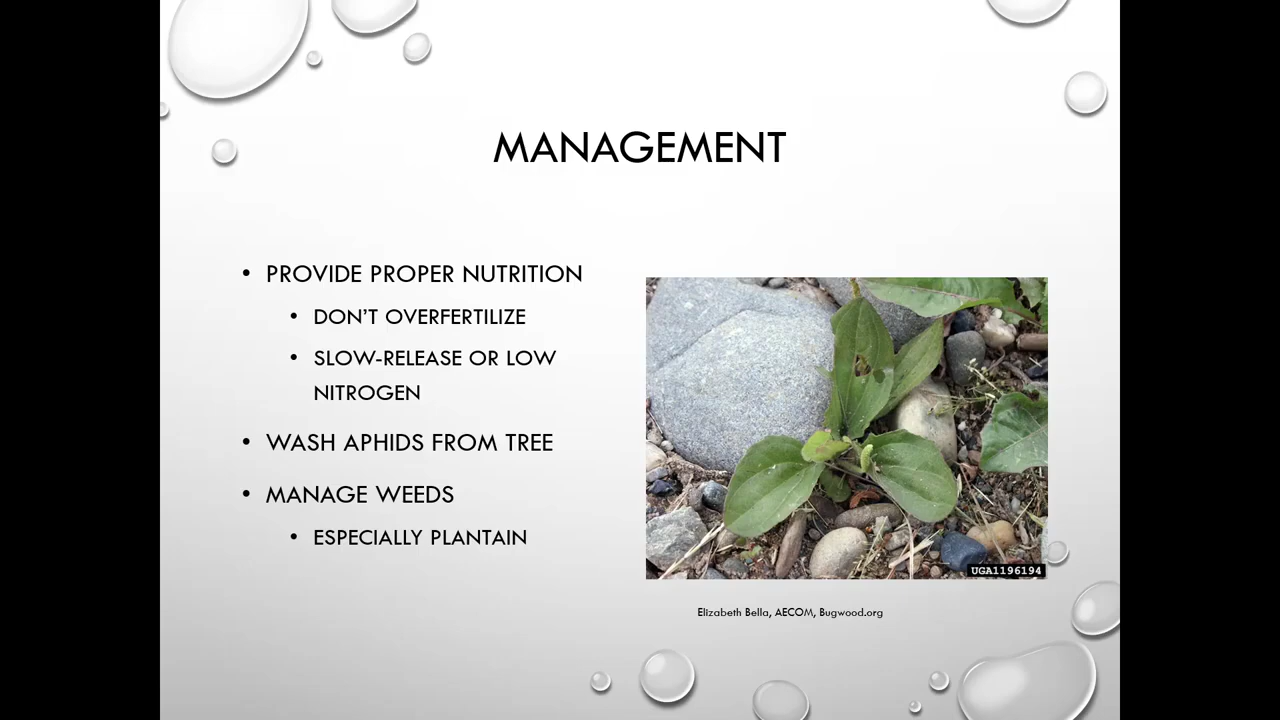 MANAGEMENT
• PROVIDE PROPER NUTRITION
• DON'T OVERFERTILIZE
• SLOW-RELEASE OR LOW
NITROGEN
• WASH APHIDS FROM TREE
• MANAGE WEEDS
• ESPECIALLY PLANTAIN
UGA1196194
Elizabeth Bella, AECOM, Bugwood.org